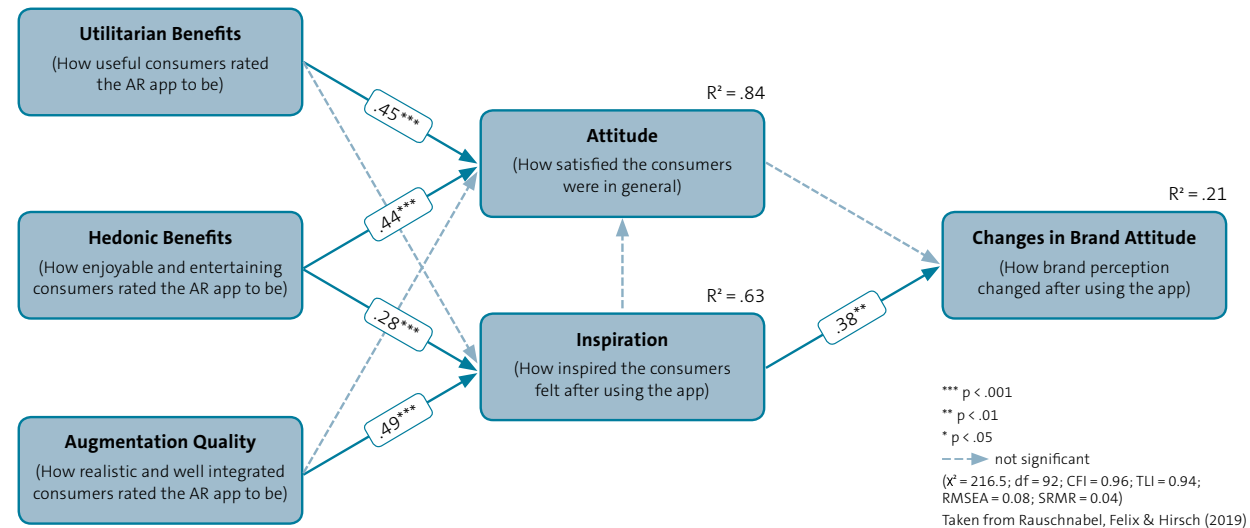 Utilitarian Benefits
(How useful consumers rated
the AR app to be)
.45***
R² = .84
Attitude
(How satisfied the consumers
were in general)
.44***
Hedonic Benefits
(How enjoyable and entertaining
consumers rated the AR app to be)
.28***
R² = .63
Inspiration
(How inspired the consumers
felt after using the app)
.49***
Augmentation Quality
(How realistic and well integrated
consumers rated the AR app to be)
.38**
R² = .21
Changes in Brand Attitude
(How brand perception
changed after using the app)
*** p < .001
** p < .01
* p < .05
not significant
(x² = 216.5; df = 92; CFI = 0.96; TLI = 0.94;
RMSEA = 0.08; SRMR = 0.04)
Taken from Rauschnabel, Felix & Hirsch (2019)